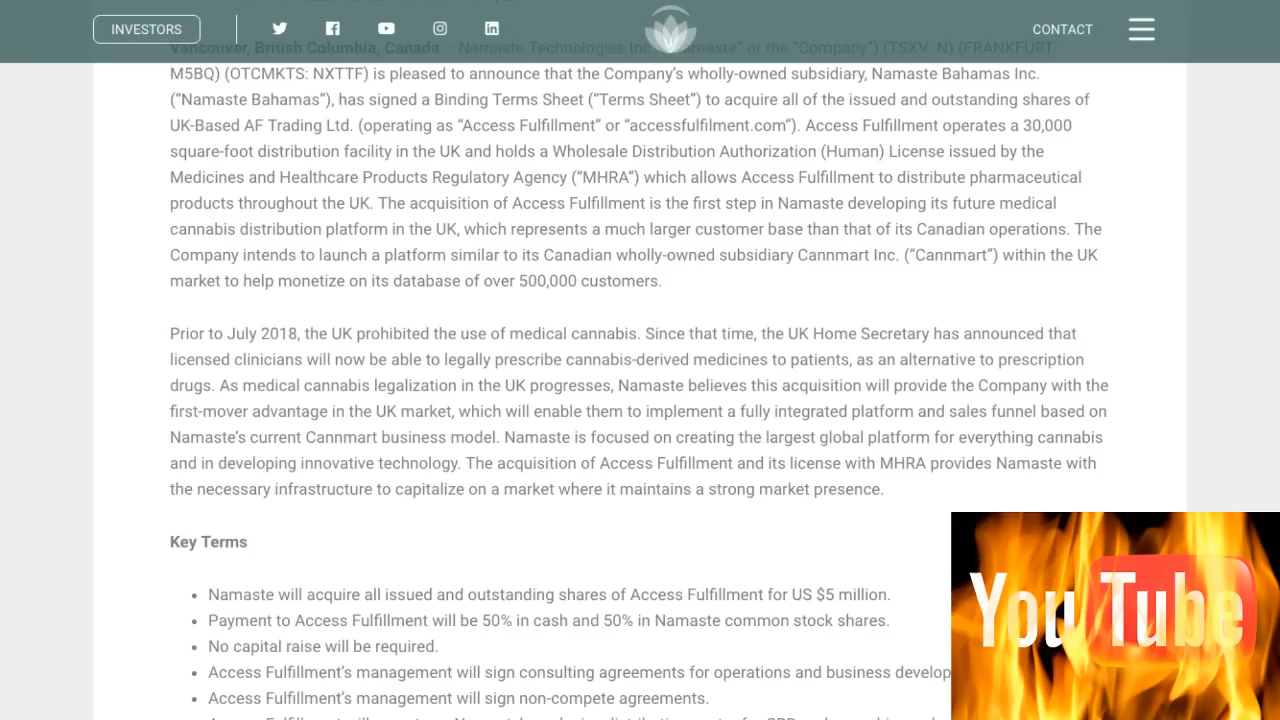 INVESTORS
CONTACT
Vancouver, British Columbia, Canada – Namaste Technologies Inc. (“Namaste” or the “Company”) (TSXV: N) (FRANKFURT:
M5BQ) (OTCMKTS: NXTTF) is pleased to announce that the Company’s wholly-owned subsidiary, Namaste Bahamas Inc.
(“Namaste Bahamas”), has signed a Binding Terms Sheet (“Terms Sheet”) to acquire all of the issued and outstanding shares of
UK-Based AF Trading Ltd. (operating as “Access Fulfillment” or “accessfulfilment.com”). Access Fulfillment operates a 30,000
square-foot distribution facility in the UK and holds a Wholesale Distribution Authorization (Human) License issued by the
Medicines and Healthcare Products Regulatory Agency (“MHRA”) which allows Access Fulfillment to distribute pharmaceutical
products throughout the UK. The acquisition of Access Fulfillment is the first step in Namaste developing its future medical
cannabis distribution platform in the UK, which represents a much larger customer base than that of its Canadian operations. The
Company intends to launch a platform similar to its Canadian wholly-owned subsidiary Cannmart Inc. (“Cannmart”) within the UK
market to help monetize on its database of over 500,000 customers.
Prior to July 2018, the UK prohibited the use of medical cannabis. Since that time, the UK Home Secretary has announced that
licensed clinicians will now be able to legally prescribe cannabis-derived medicines to patients, as an alternative to prescription
drugs. As medical cannabis legalization in the UK progresses, Namaste believes this acquisition will provide the Company with the
first-mover advantage in the UK market, which will enable them to implement a fully integrated platform and sales funnel based on
Namaste’s current Cannmart business model. Namaste is focused on creating the largest global platform for everything cannabis
and in developing innovative technology. The acquisition of Access Fulfillment and its license with MHRA provides Namaste with
the necessary infrastructure to capitalize on a market where it maintains a strong market presence.
Key Terms
• Namaste will acquire all issued and outstanding shares of Access Fulfillment for US $5 million.
• Payment to Access Fulfillment will be 50% in cash and 50% in Namaste common stock shares.
• No capital raise will be required.
• Access Fulfillment’s management will sign consulting agreements for operations and business develop
• Access Fulfillment’s management will sign non-compete agreements.
You Tube